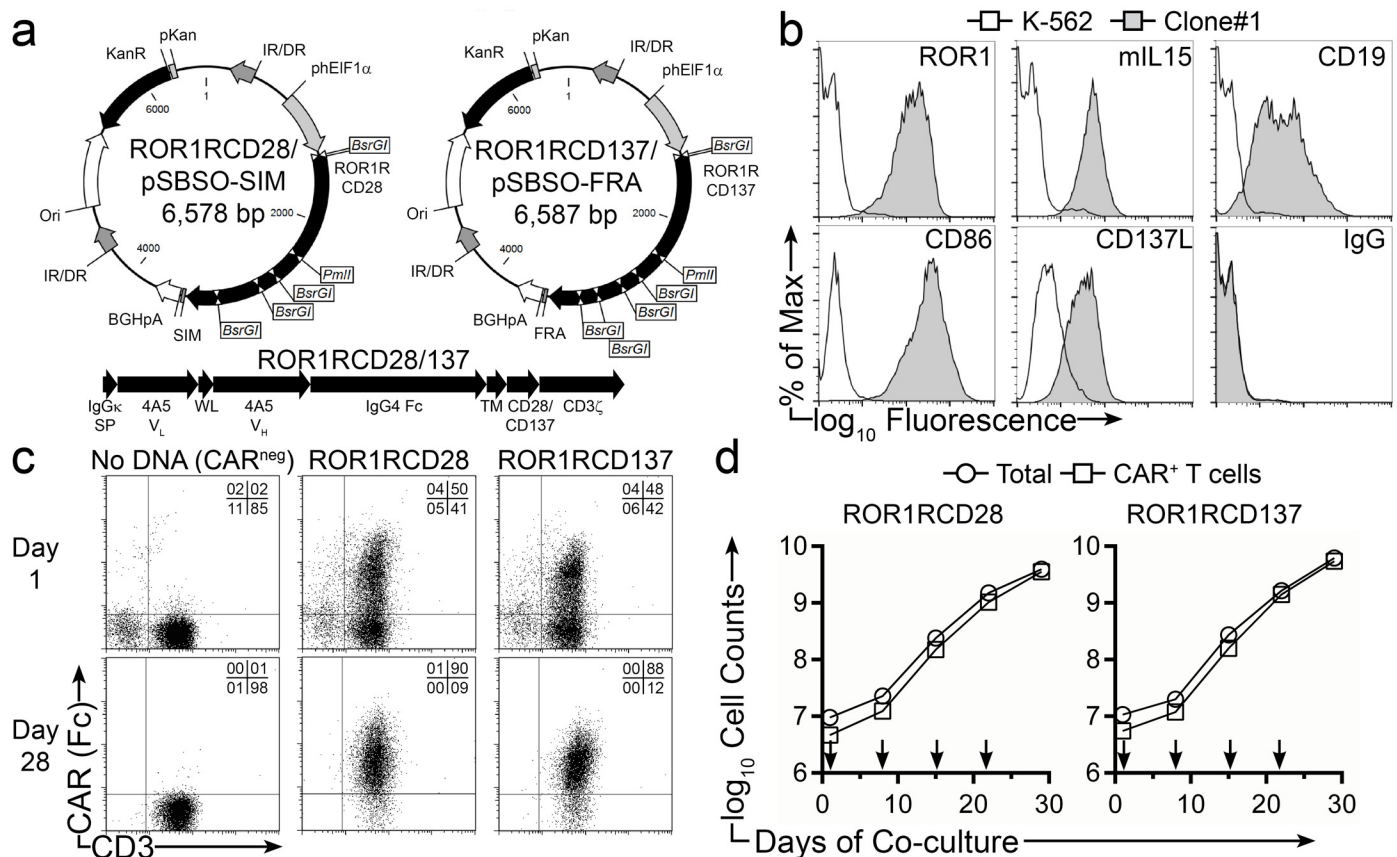 a
KanR
pKan
IR/DR
phEIF1α
6000
1
BsrGI
ROR1RCD28/
pSBSO-SIM
6,578 bp
ROR1R
CD28
2000
Ori
4000
IR/DR
PmlI
BsrGI
BsrGI
BsrGI
BGHpA
SIM
KanR
pKan
IR/DR
phEIF1α
6000
1
BsrGI
ROR1RCD137/
pSBSO-FRA
6,587 bp
ROR1R
CD137
2000
Ori
4000
IR/DR
PmlI
BsrGI
BsrGI
BsrGI
BsrGI
BGHpA
FRA
ROR1RCD28/137
IgGκ
SP
4A5
VL
WL
4A5
VH
IgG4 Fc
TM
CD28/
CD137
CD3ζ
b
K-562
Clone#1
ROR1
mIL15
CD19
CD86
CD137L
IgG
% of Max
log10 Fluorescence
c
No DNA (CARneg)
ROR1RCD28
ROR1RCD137
Day
1
02|02
11|85
04|50
05|41
04|48
06|42
Day
28
00|01
01|98
01|90
00|09
00|88
00|12
CAR (Fc)
CD3
d
Total
CAR+ T cells
ROR1RCD28
ROR1RCD137
log10 Cell Counts
10
9
8
7
6
0 10 20 30
10
9
8
7
6
0 10 20 30
Days of Co-culture